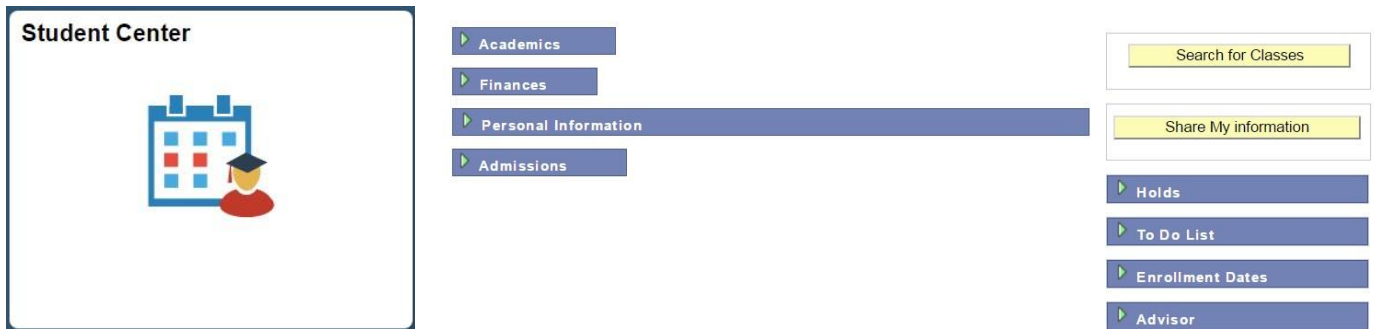 Student Center
Academics
Finances
Personal Information
Admissions
Search for Classes
Share My information
Holds
To Do List
Enrollment Dates
Advisor